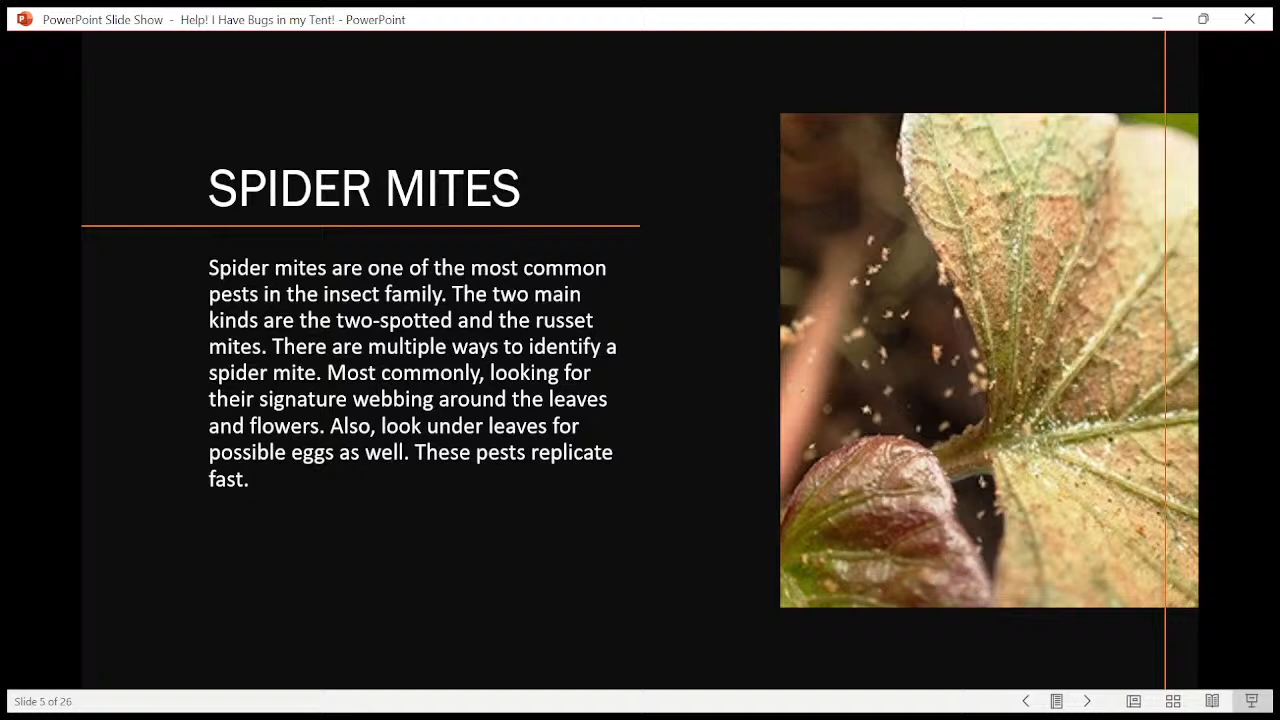 PowerPoint Slide Show - Help! I Have Bugs in my Tent! - PowerPoint
SPIDER MITES
Spider mites are one of the most common
pests in the insect family. The two main
kinds are the two-spotted and the russet
mites. There are multiple ways to identify a
spider mite. Most commonly, looking for
their signature webbing around the leaves
and flowers. Also, look under leaves for
possible eggs as well. These pests replicate
fast.
Slide 5 of 26